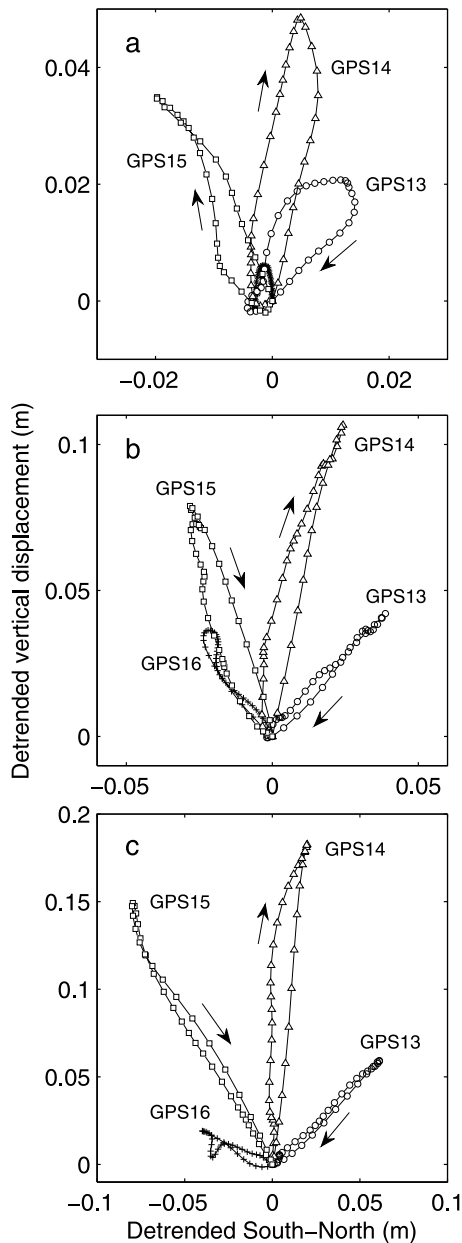 a
0.04
0.02
0
GPS14
GPS15
GPS13
−0.02
0
0.02
b
0.1
0.05
0
GPS15
GPS14
GPS13
GPS16
−0.05
0
0.05
Detrended vertical displacement (m)
c
0.2
0.15
0.1
0.05
0
GPS14
GPS15
GPS13
GPS16
−0.1
−0.05
0
0.05
0.1
Detrended South−North (m)